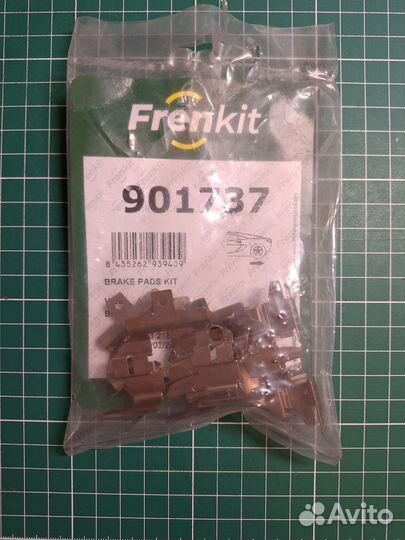 Frenkit
901737
8 435262 939409
BRAKE PADS KIT
Avito